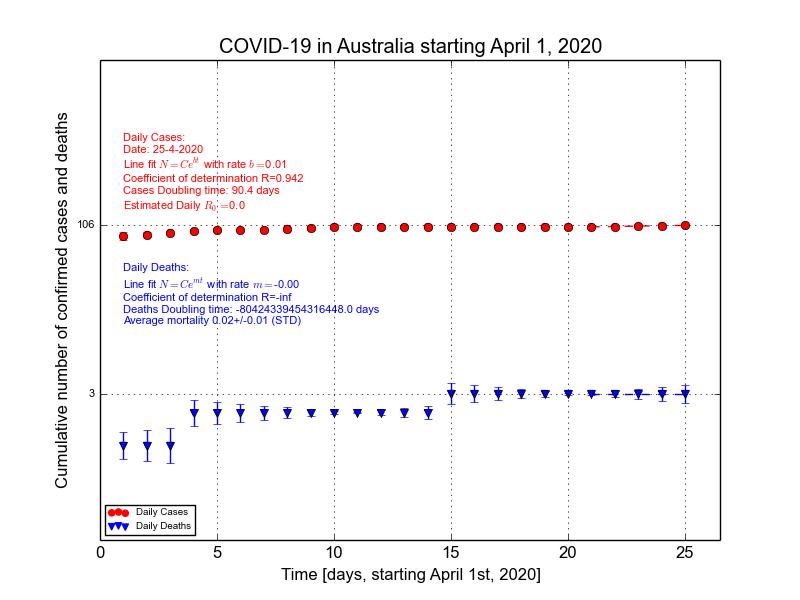 COVID-19 in Australia starting April 1, 2020
Cumulative number of confirmed cases and deaths
Daily Cases:
Date: 25-4-2020
Line fit N = Ce^{bt} with rate b =0.01
Coefficient of determination R=0.942
Cases Doubling time: 90.4 days
Estimated Daily R_0 =0.0
106
Daily Deaths:
Line fit N = Ce^{mt} with rate m =-0.00
Coefficient of determination R=-inf
Deaths Doubling time: -80424339454316448.0 days
Average mortality 0.02+/-0.01 (STD)
3
Daily Cases
Daily Deaths
0 5 10 15 20 25
Time [days, starting April 1st, 2020]